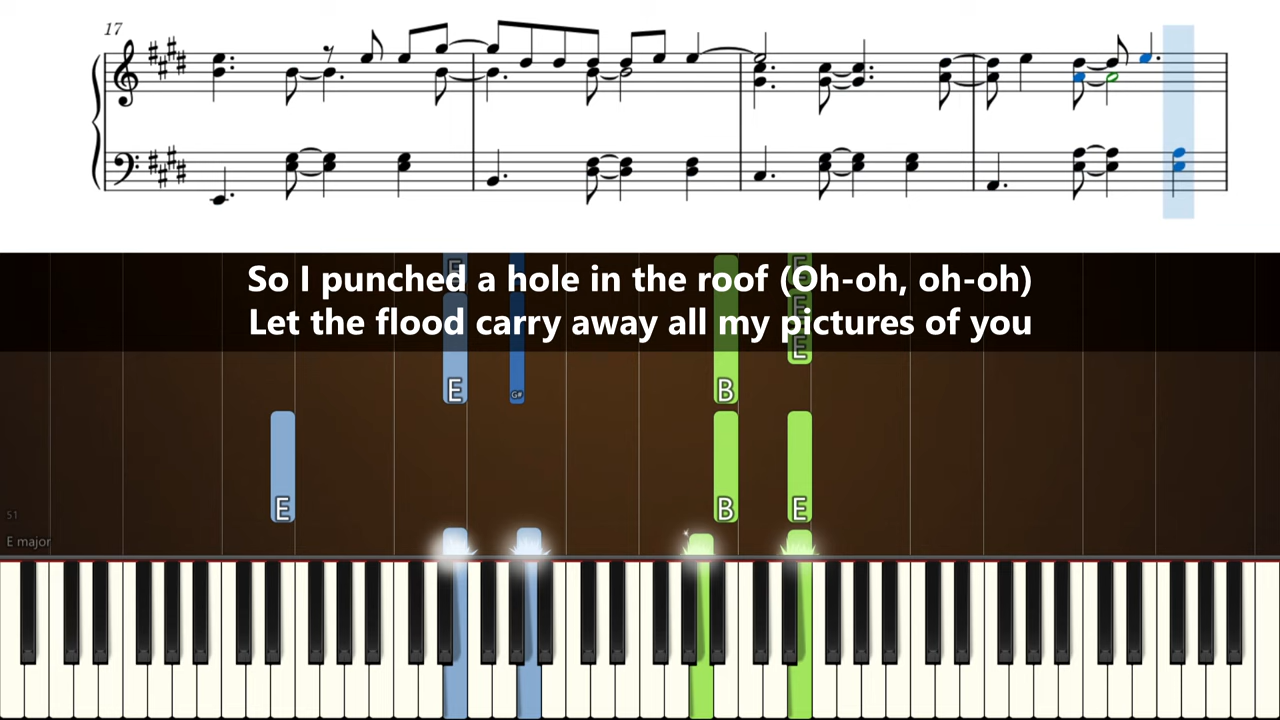 17
So I punched a hole in the roof (Oh-oh, oh-oh)
Let the flood carry away all my pictures of you
E
E
E
E
E
E G# B
E B E
51
E major